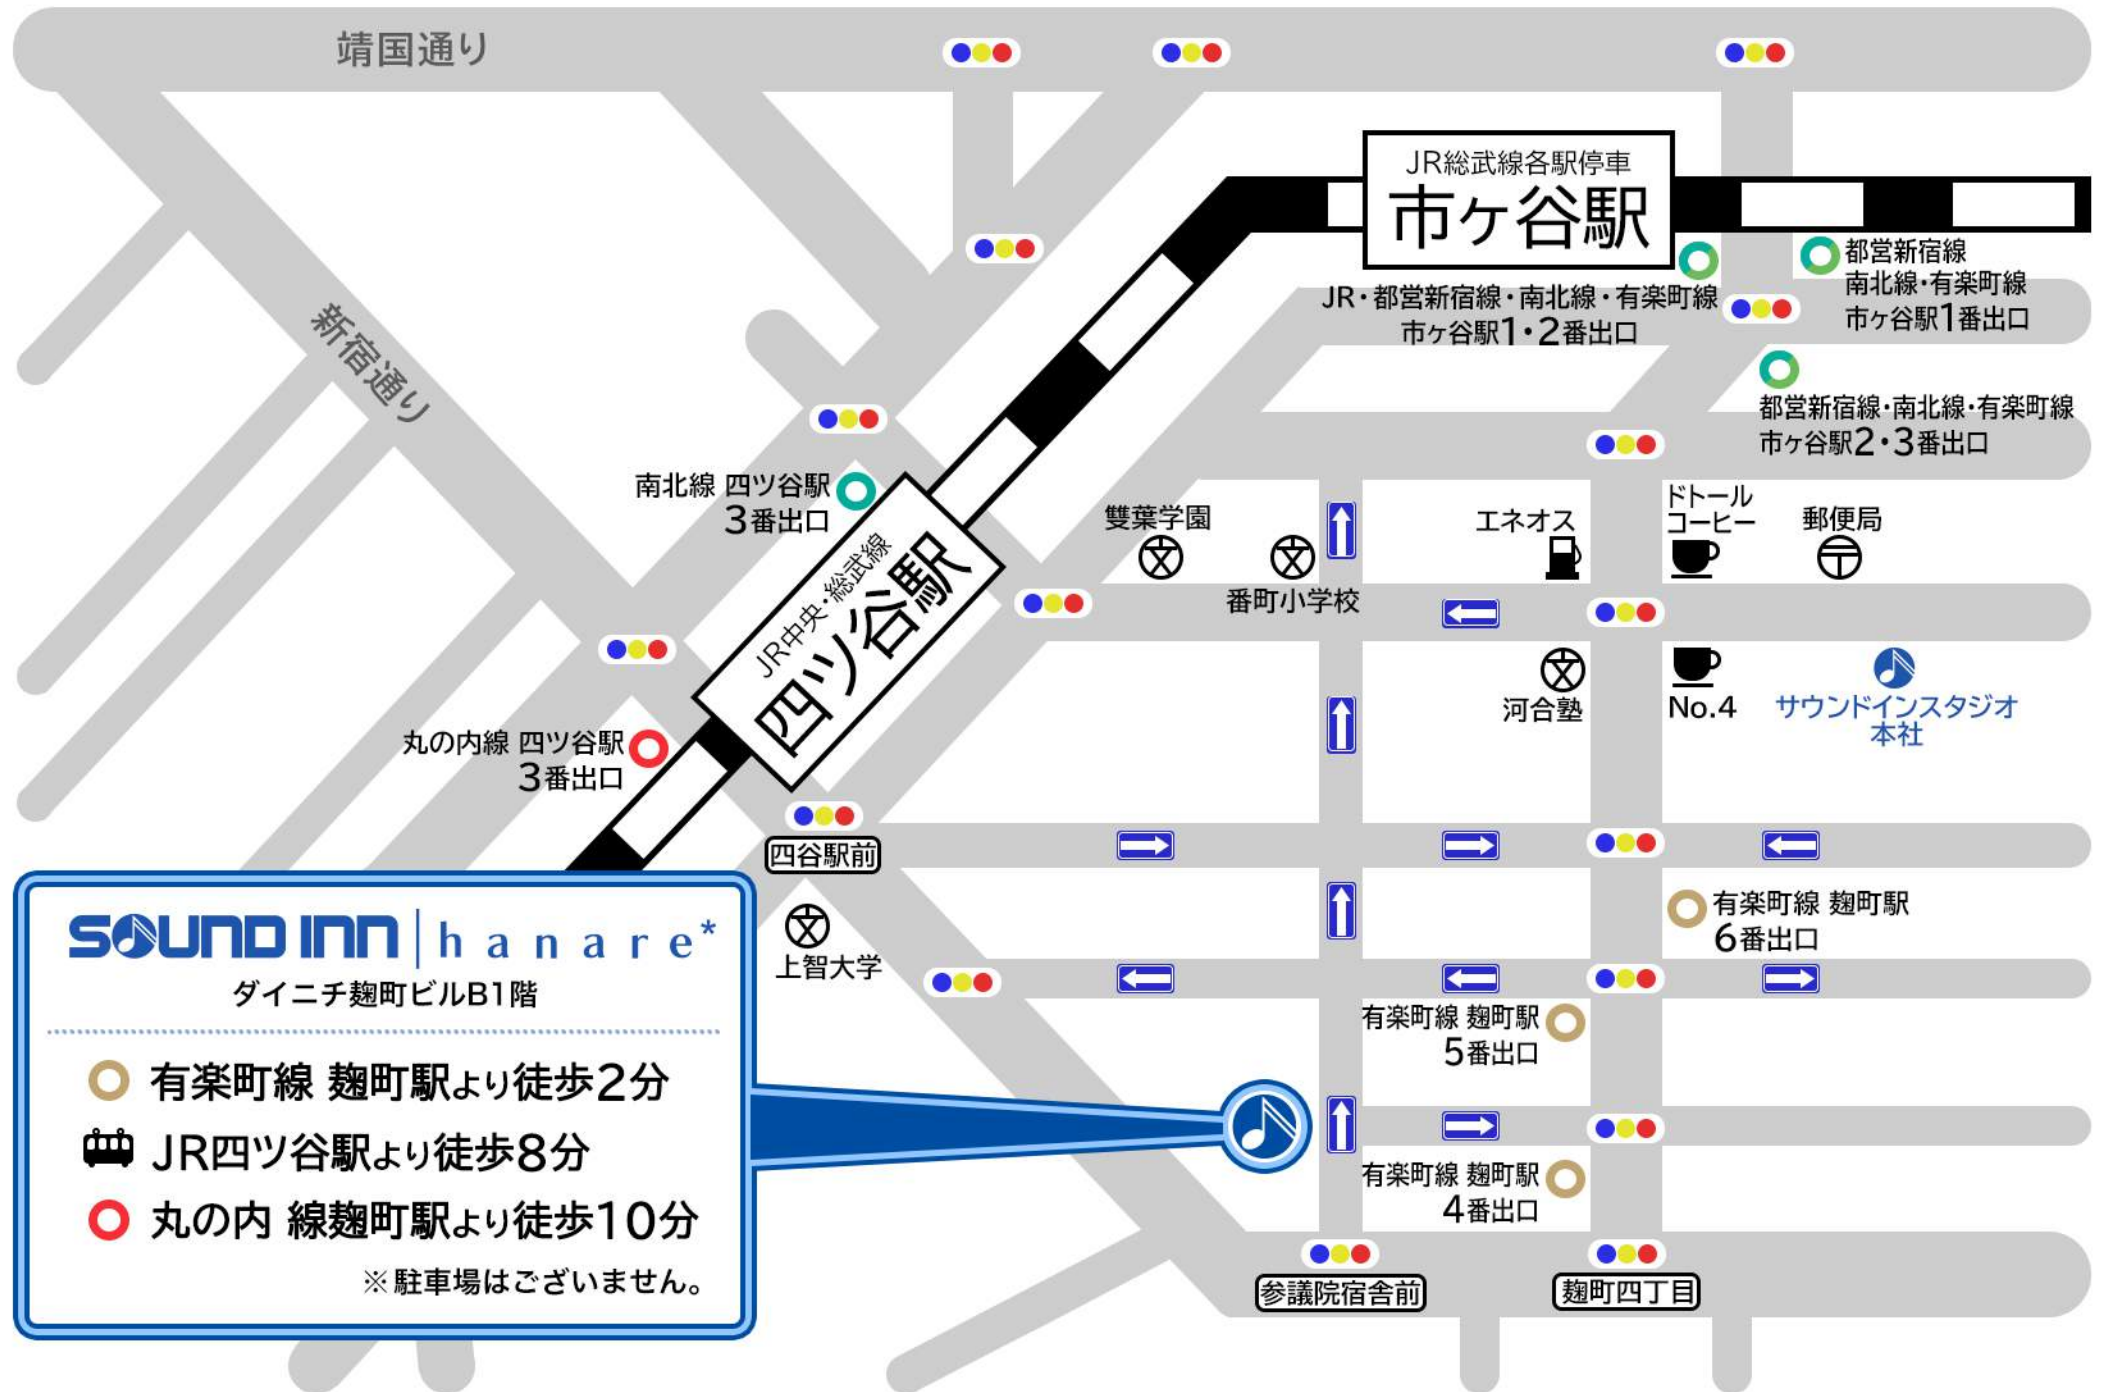 靖国通り
新宿通り
JR総武線各駅停車
市ヶ谷駅
JR・都営新宿線・南北線・有楽町線
市ヶ谷駅1・2番出口
都営新宿線
南北線・有楽町線
市ヶ谷駅1番出口
都営新宿線・南北線・有楽町線
市ヶ谷駅2・3番出口
南北線 四ツ谷駅
3番出口
JR中央・総武線
四ツ谷駅
丸の内線 四ツ谷駅
3番出口
雙葉学園
番町小学校
エネオス
ドトール
コーヒー
郵便局
河合塾
No.4
サウンドインスタジオ
本社
四谷駅前
上智大学
有楽町線 麹町駅
6番出口
有楽町線 麹町駅
5番出口
有楽町線 麹町駅
4番出口
参議院宿舎前
麹町四丁目
SOUND INN hanare*
ダイニチ麹町ビルB1階
有楽町線 麹町駅より徒歩2分
JR四ツ谷駅より徒歩8分
丸の内 線麹町駅より徒歩10分
※駐車場はございません。